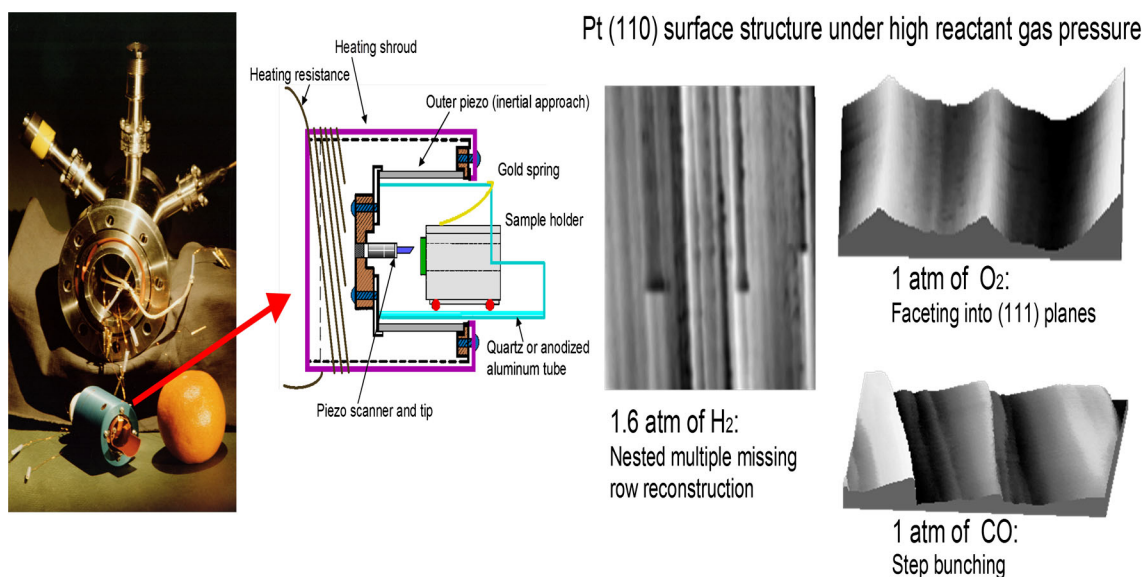 Pt (110) surface structure under high reactant gas pressure
Heating shroud
Heating resistance
Outer piezo (inertial approach)
Gold spring
Sample holder
Quartz or anodized
aluminum tube
Piezo scanner and tip
1.6 atm of H₂:
Nested multiple missing
row reconstruction
1 atm of O₂:
Faceting into (111) planes
1 atm of CO:
Step bunching